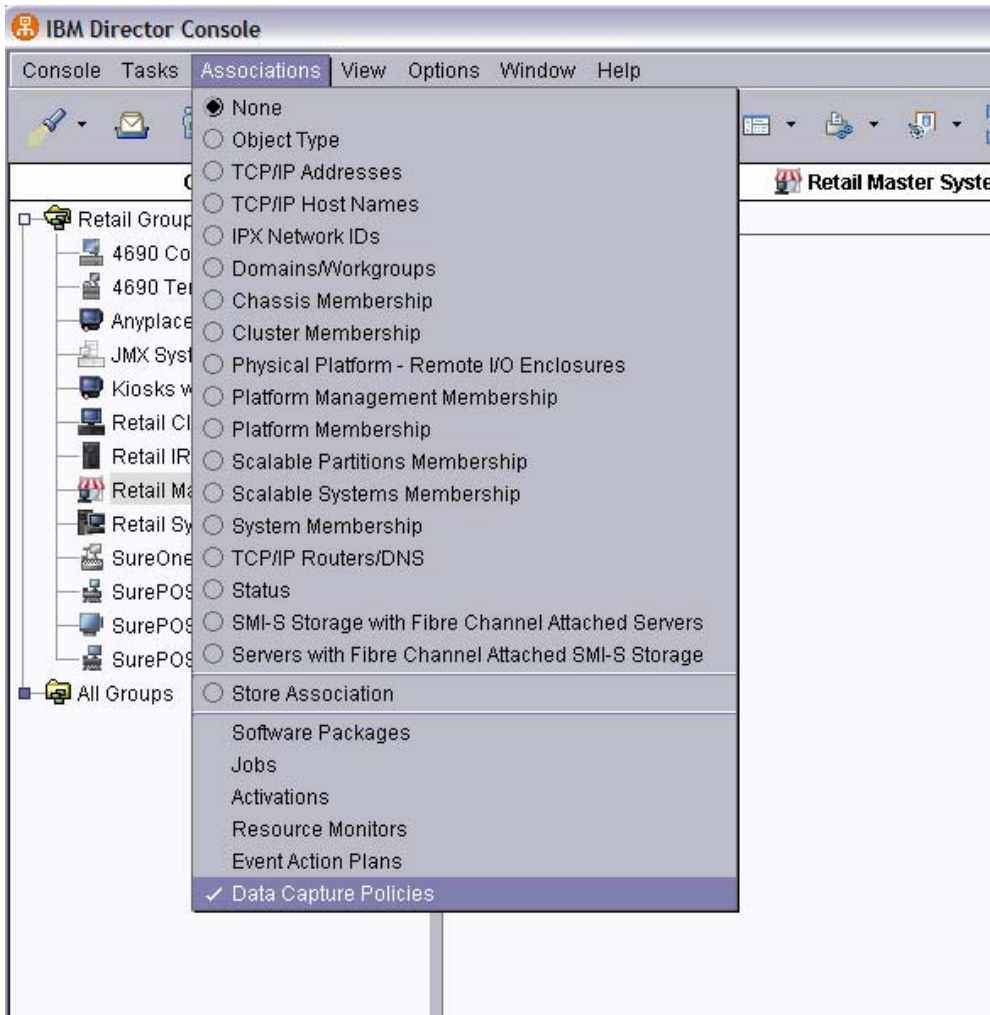 IBM Director Console
Console Tasks Associations View Options Window Help
None
Object Type
TCP/IP Addresses
TCP/IP Host Names
IPX Network IDs
Domains/Workgroups
Chassis Membership
Cluster Membership
Physical Platform - Remote I/O Enclosures
Platform Management Membership
Platform Membership
Scalable Partitions Membership
Scalable Systems Membership
System Membership
TCP/IP Routers/DNS
Status
SMI-S Storage with Fibre Channel Attached Servers
Servers with Fibre Channel Attached SMI-S Storage
Store Association
Software Packages
Jobs
Activations
Resource Monitors
Event Action Plans
Data Capture Policies
Retail Master Syste
Retail Group
4690 Co
4690 Te
Anyplace
JMX Syst
Kiosks w
Retail Cl
Retail IR
Retail Ma
Retail Sy
SureOne
SurePOS
SurePOS
SurePOS
All Groups